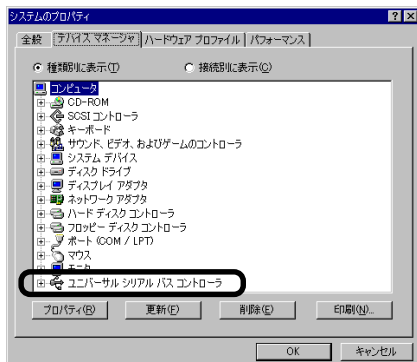 システムのプロパティ
全般 デバイス マネージャ ハードウェア プロファイル パフォーマンス
種類別に表示(T) 接続別に表示(C)
コンピュータ
CD-ROM
SCSI コントローラ
キーボード
サウンド、ビデオ、およびゲームのコントローラ
システム デバイス
ディスク ドライブ
ディスプレイ アダプタ
ネットワーク アダプタ
ハード ディスク コントローラ
フロッピー ディスク コントローラ
ポート (COM / LPT)
マウス
モニタ
ユニバーサル シリアル バス コントローラ
プロパティ(R) 更新(F) 削除(E) 印刷(N)...
OK キャンセル